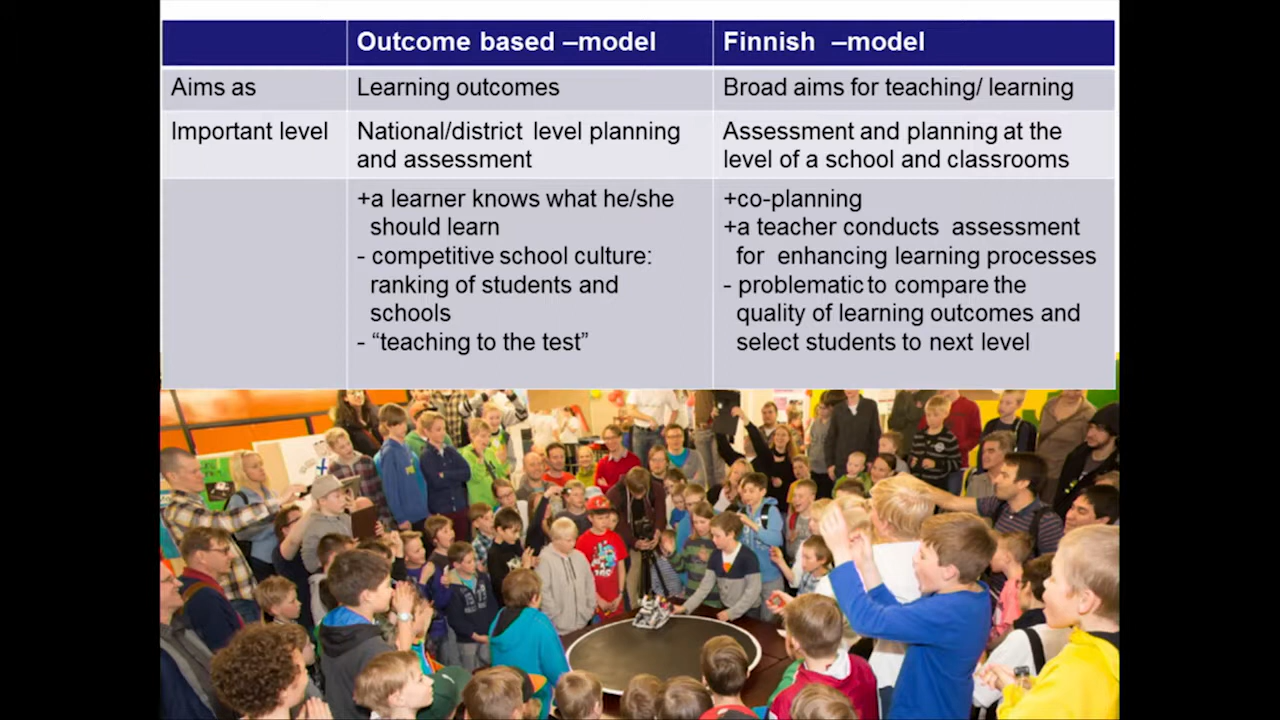 Outcome based –model
Finnish –model
Aims as
Learning outcomes
Broad aims for teaching/ learning
Important level
National/district level planning
and assessment
Assessment and planning at the
level of a school and classrooms
+a learner knows what he/she
should learn
- competitive school culture:
ranking of students and
schools
- “teaching to the test”
+co-planning
+a teacher conducts assessment
for enhancing learning processes
- problematic to compare the
quality of learning outcomes and
select students to next level